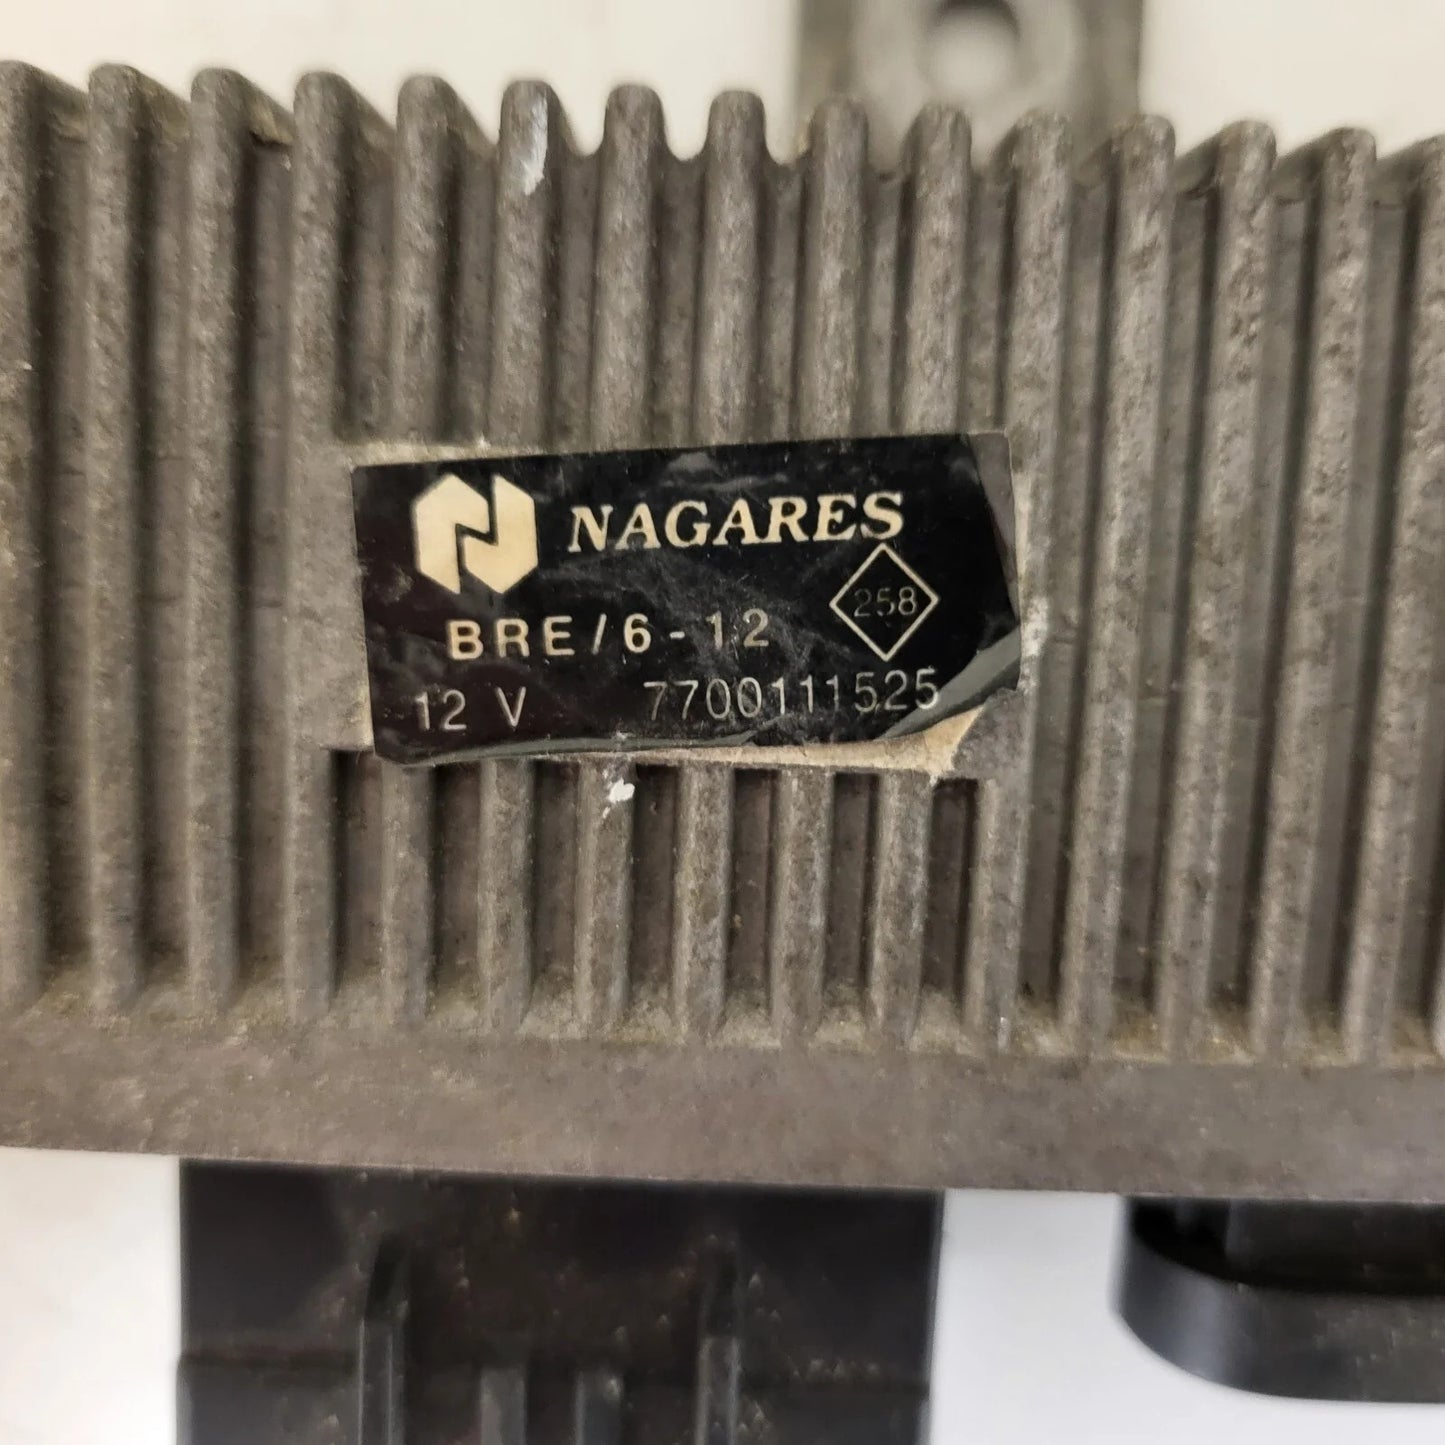 NAGARES
BRE/6-12
258
12 V 7700111525